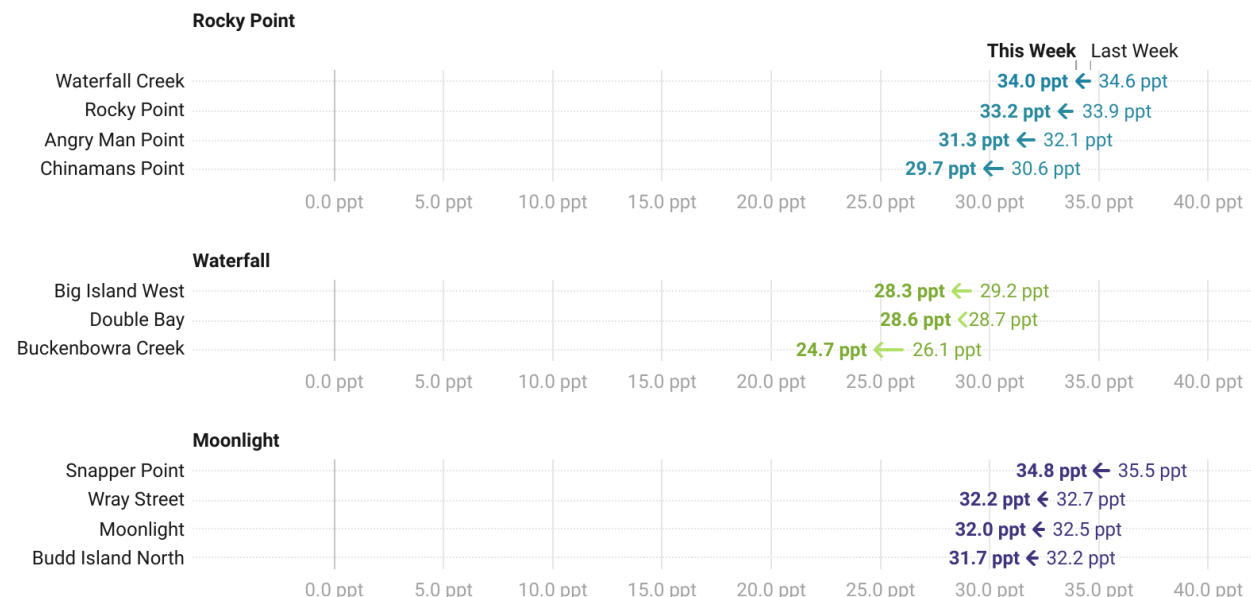 Rocky Point
This Week Last Week
Waterfall Creek 34.0 ppt 34.6 ppt
Rocky Point 33.2 ppt 33.9 ppt
Angry Man Point 31.3 ppt 32.1 ppt
Chinamans Point 29.7 ppt 30.6 ppt
0.0 ppt 5.0 ppt 10.0 ppt 15.0 ppt 20.0 ppt 25.0 ppt 30.0 ppt 35.0 ppt 40.0 ppt
Waterfall
Big Island West 28.3 ppt 29.2 ppt
Double Bay 28.6 ppt 28.7 ppt
Buckenbowra Creek 24.7 ppt 26.1 ppt
0.0 ppt 5.0 ppt 10.0 ppt 15.0 ppt 20.0 ppt 25.0 ppt 30.0 ppt 35.0 ppt 40.0 ppt
Moonlight
Snapper Point 34.8 ppt 35.5 ppt
Wray Street 32.2 ppt 32.7 ppt
Moonlight 32.0 ppt 32.5 ppt
Budd Island North 31.7 ppt 32.2 ppt
0.0 ppt 5.0 ppt 10.0 ppt 15.0 ppt 20.0 ppt 25.0 ppt 30.0 ppt 35.0 ppt 40.0 ppt